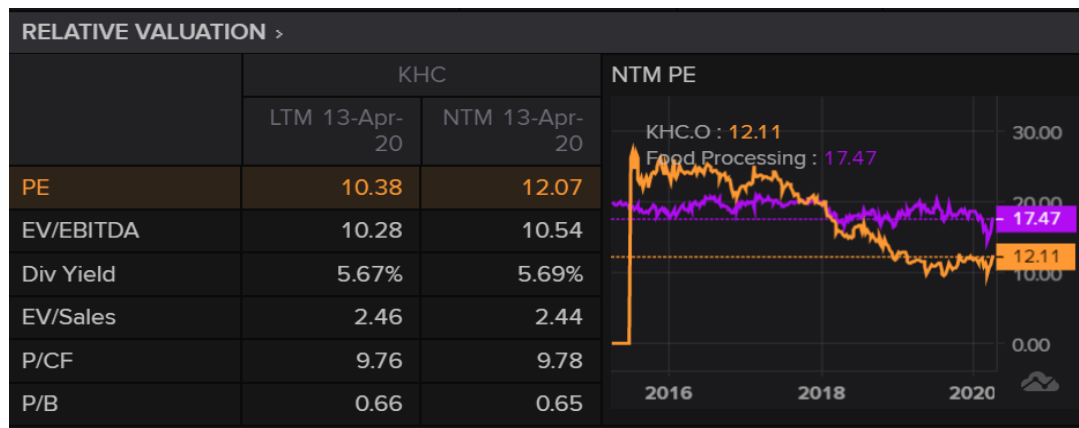 RELATIVE VALUATION >
KHC
LTM 13-Apr-20
NTM 13-Apr-20
PE 10.38 12.07
EV/EBITDA 10.28 10.54
Div Yield 5.67% 5.69%
EV/Sales 2.46 2.44
P/CF 9.76 9.78
P/B 0.66 0.65
NTM PE
KHC.O : 12.11
Food Processing : 17.47
30.00
20.00
17.47
12.11
10.00
0.00
2016 2018 2020